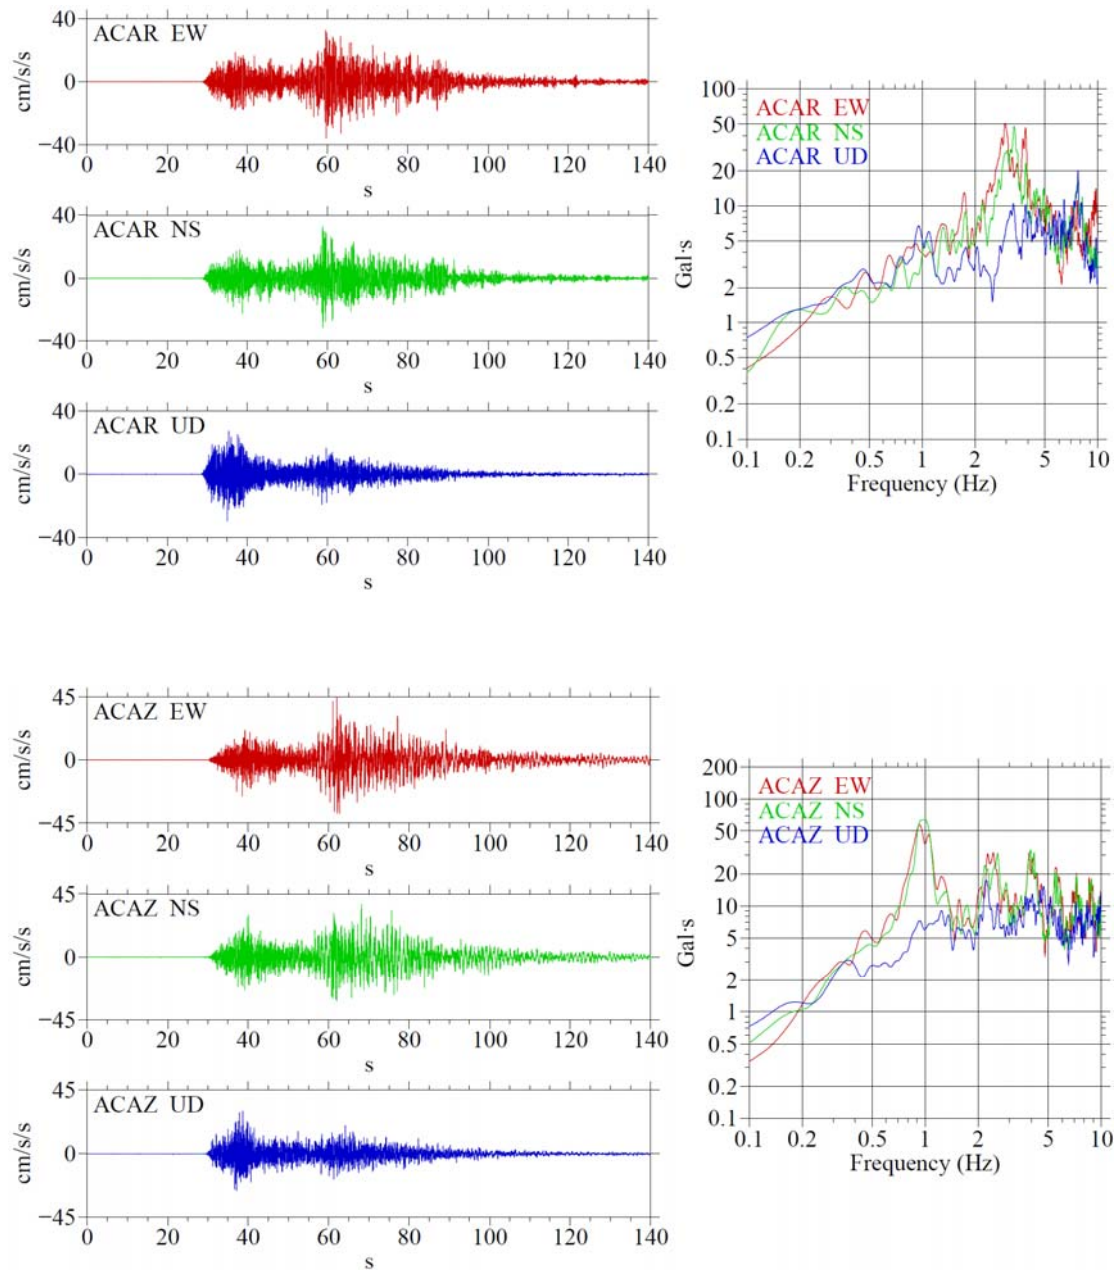 40
ACAR EW
cm/s/s
0
−40
0 20 40 60 80 100 120 140
s
40
ACAR NS
cm/s/s
0
−40
0 20 40 60 80 100 120 140
s
40
ACAR UD
cm/s/s
0
−40
0 20 40 60 80 100 120 140
s
100
ACAR EW
50
ACAR NS
ACAR UD
20
10
Gal·s
5
2
1
0.5
0.2
0.1
0.1 0.2 0.5 1 2 5 10
Frequency (Hz)
45
ACAZ EW
cm/s/s
0
−45
0 20 40 60 80 100 120 140
s
45
ACAZ NS
cm/s/s
0
−45
0 20 40 60 80 100 120 140
s
45
ACAZ UD
cm/s/s
0
−45
0 20 40 60 80 100 120 140
s
200
ACAZ EW
100
ACAZ NS
50
ACAZ UD
20
10
Gal·s
5
2
1
0.5
0.2
0.1
0.1 0.2 0.5 1 2 5 10
Frequency (Hz)